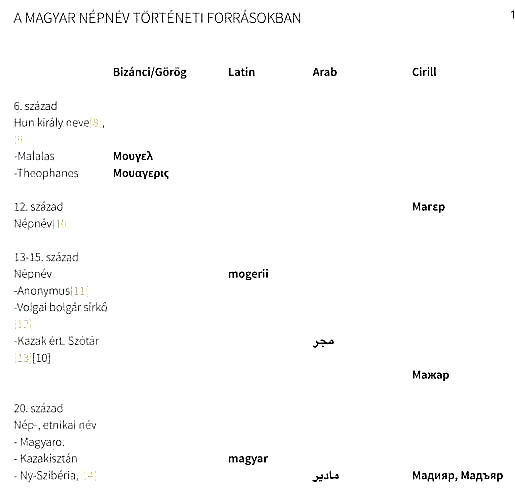 A MAGYAR NÉPNÉV TÖRTÉNETI FORRÁSOKBAN 1
Bizánci/Görög Latin Arab Cirill
6. század
Hun király neve[8],
[9]
-Malalas Μουγελ
-Theophanes Μουαγερις
12. század Магεр
Népnév[10]
13-15. század
Népnév mogerii
-Anonymus[11]
-Volgai bolgár sírkő
[12]
-Kazak ért. Szótár مجر
[13][10]
Мажар
20. század
Nép-, etnikai név
- Magyaro.
- Kazakisztán magyar
- Ny-Szibéria, [14] مادیر Мадияр, Мадъяр